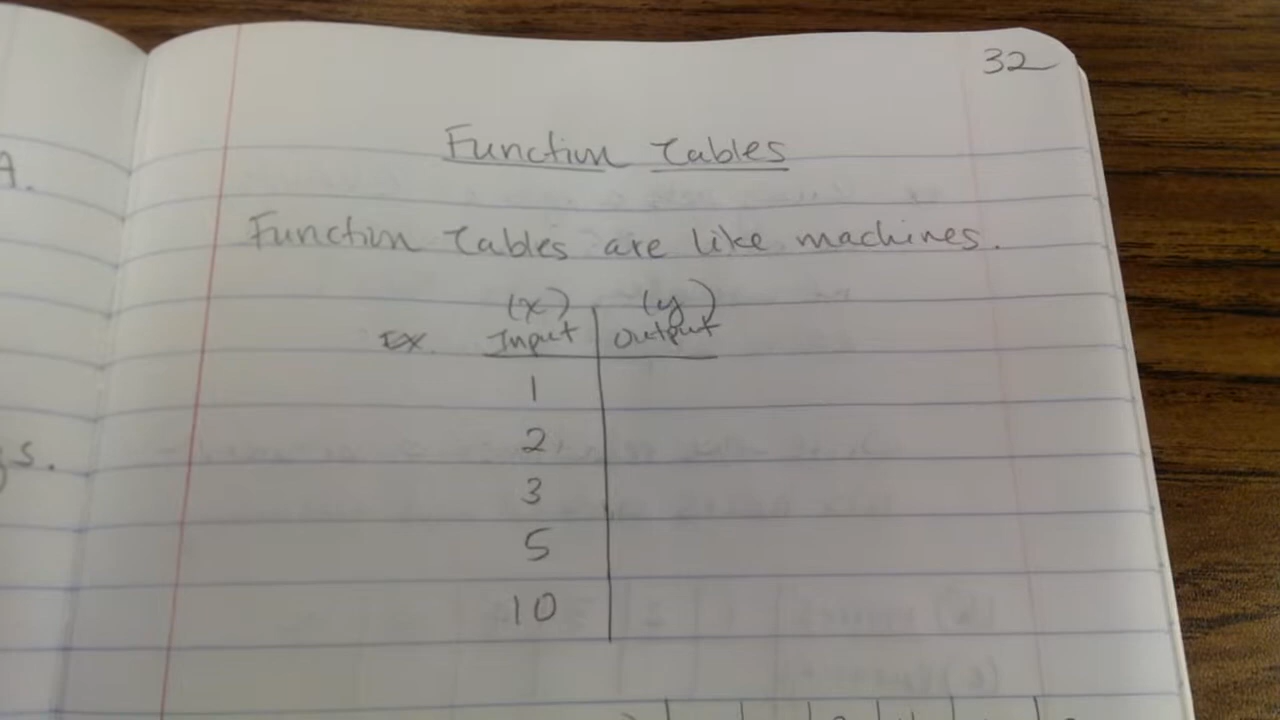 32
Function Tables
Function Tables are like machines.
(x) (y)
Ex. Input Output
1
2
3
5
10
A.
s.